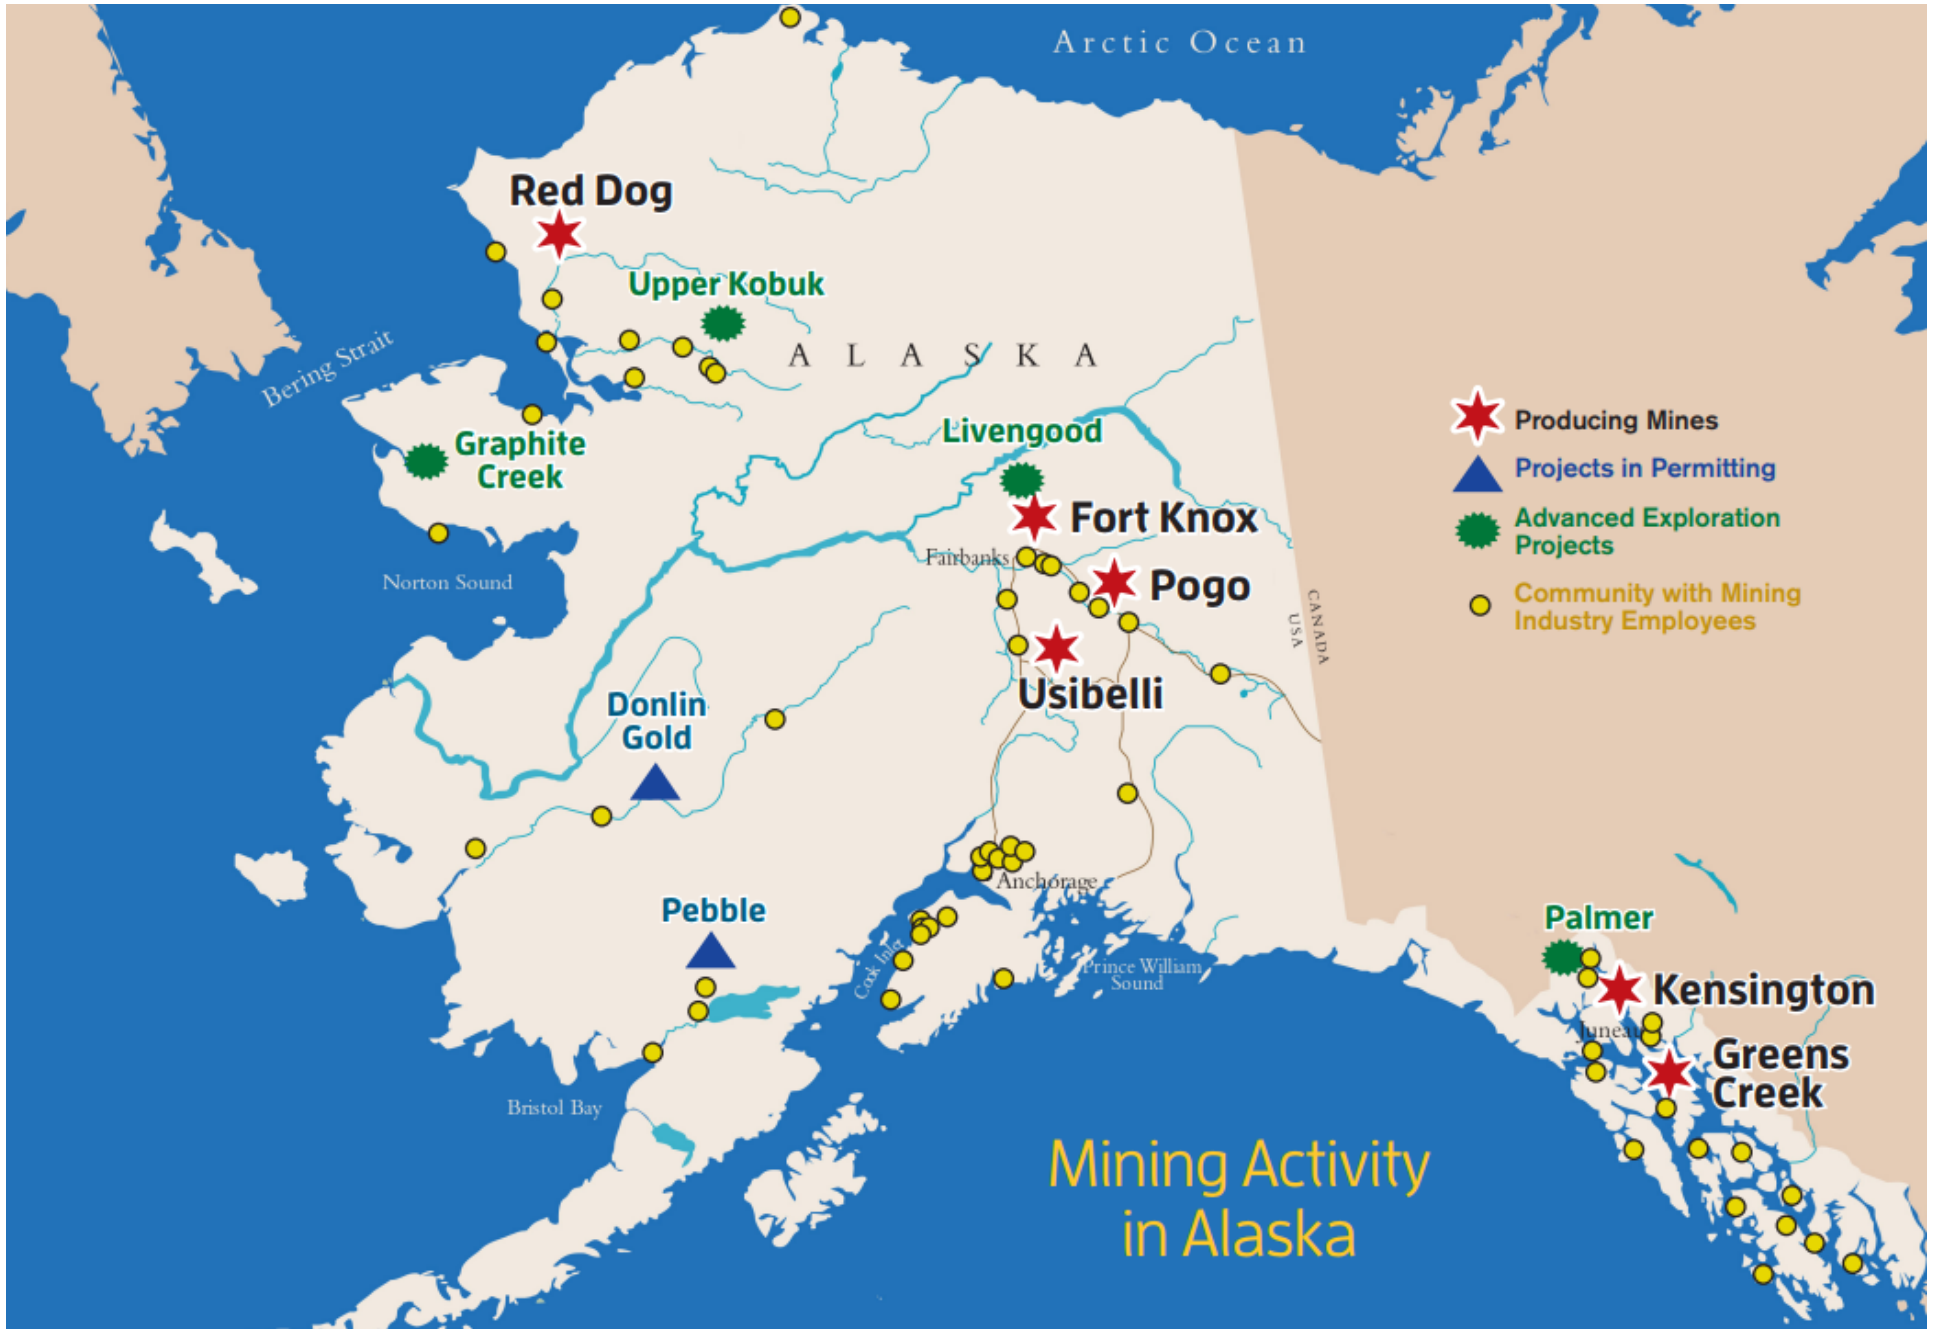 Arctic Ocean
Red Dog
Upper Kobuk
Bering Strait
ALASKA
Graphite
Creek
Livengood
Fort Knox
Fairbanks
Pogo
Norton Sound
CANADA
USA
Usibelli
Donlin
Gold
Producing Mines
Projects in Permitting
Advanced Exploration
Projects
Community with Mining
Industry Employees
Anchorage
Pebble
Cook Inlet
Prince William
Sound
Palmer
Kensington
Juneau
Greens
Creek
Bristol Bay
Mining Activity
in Alaska